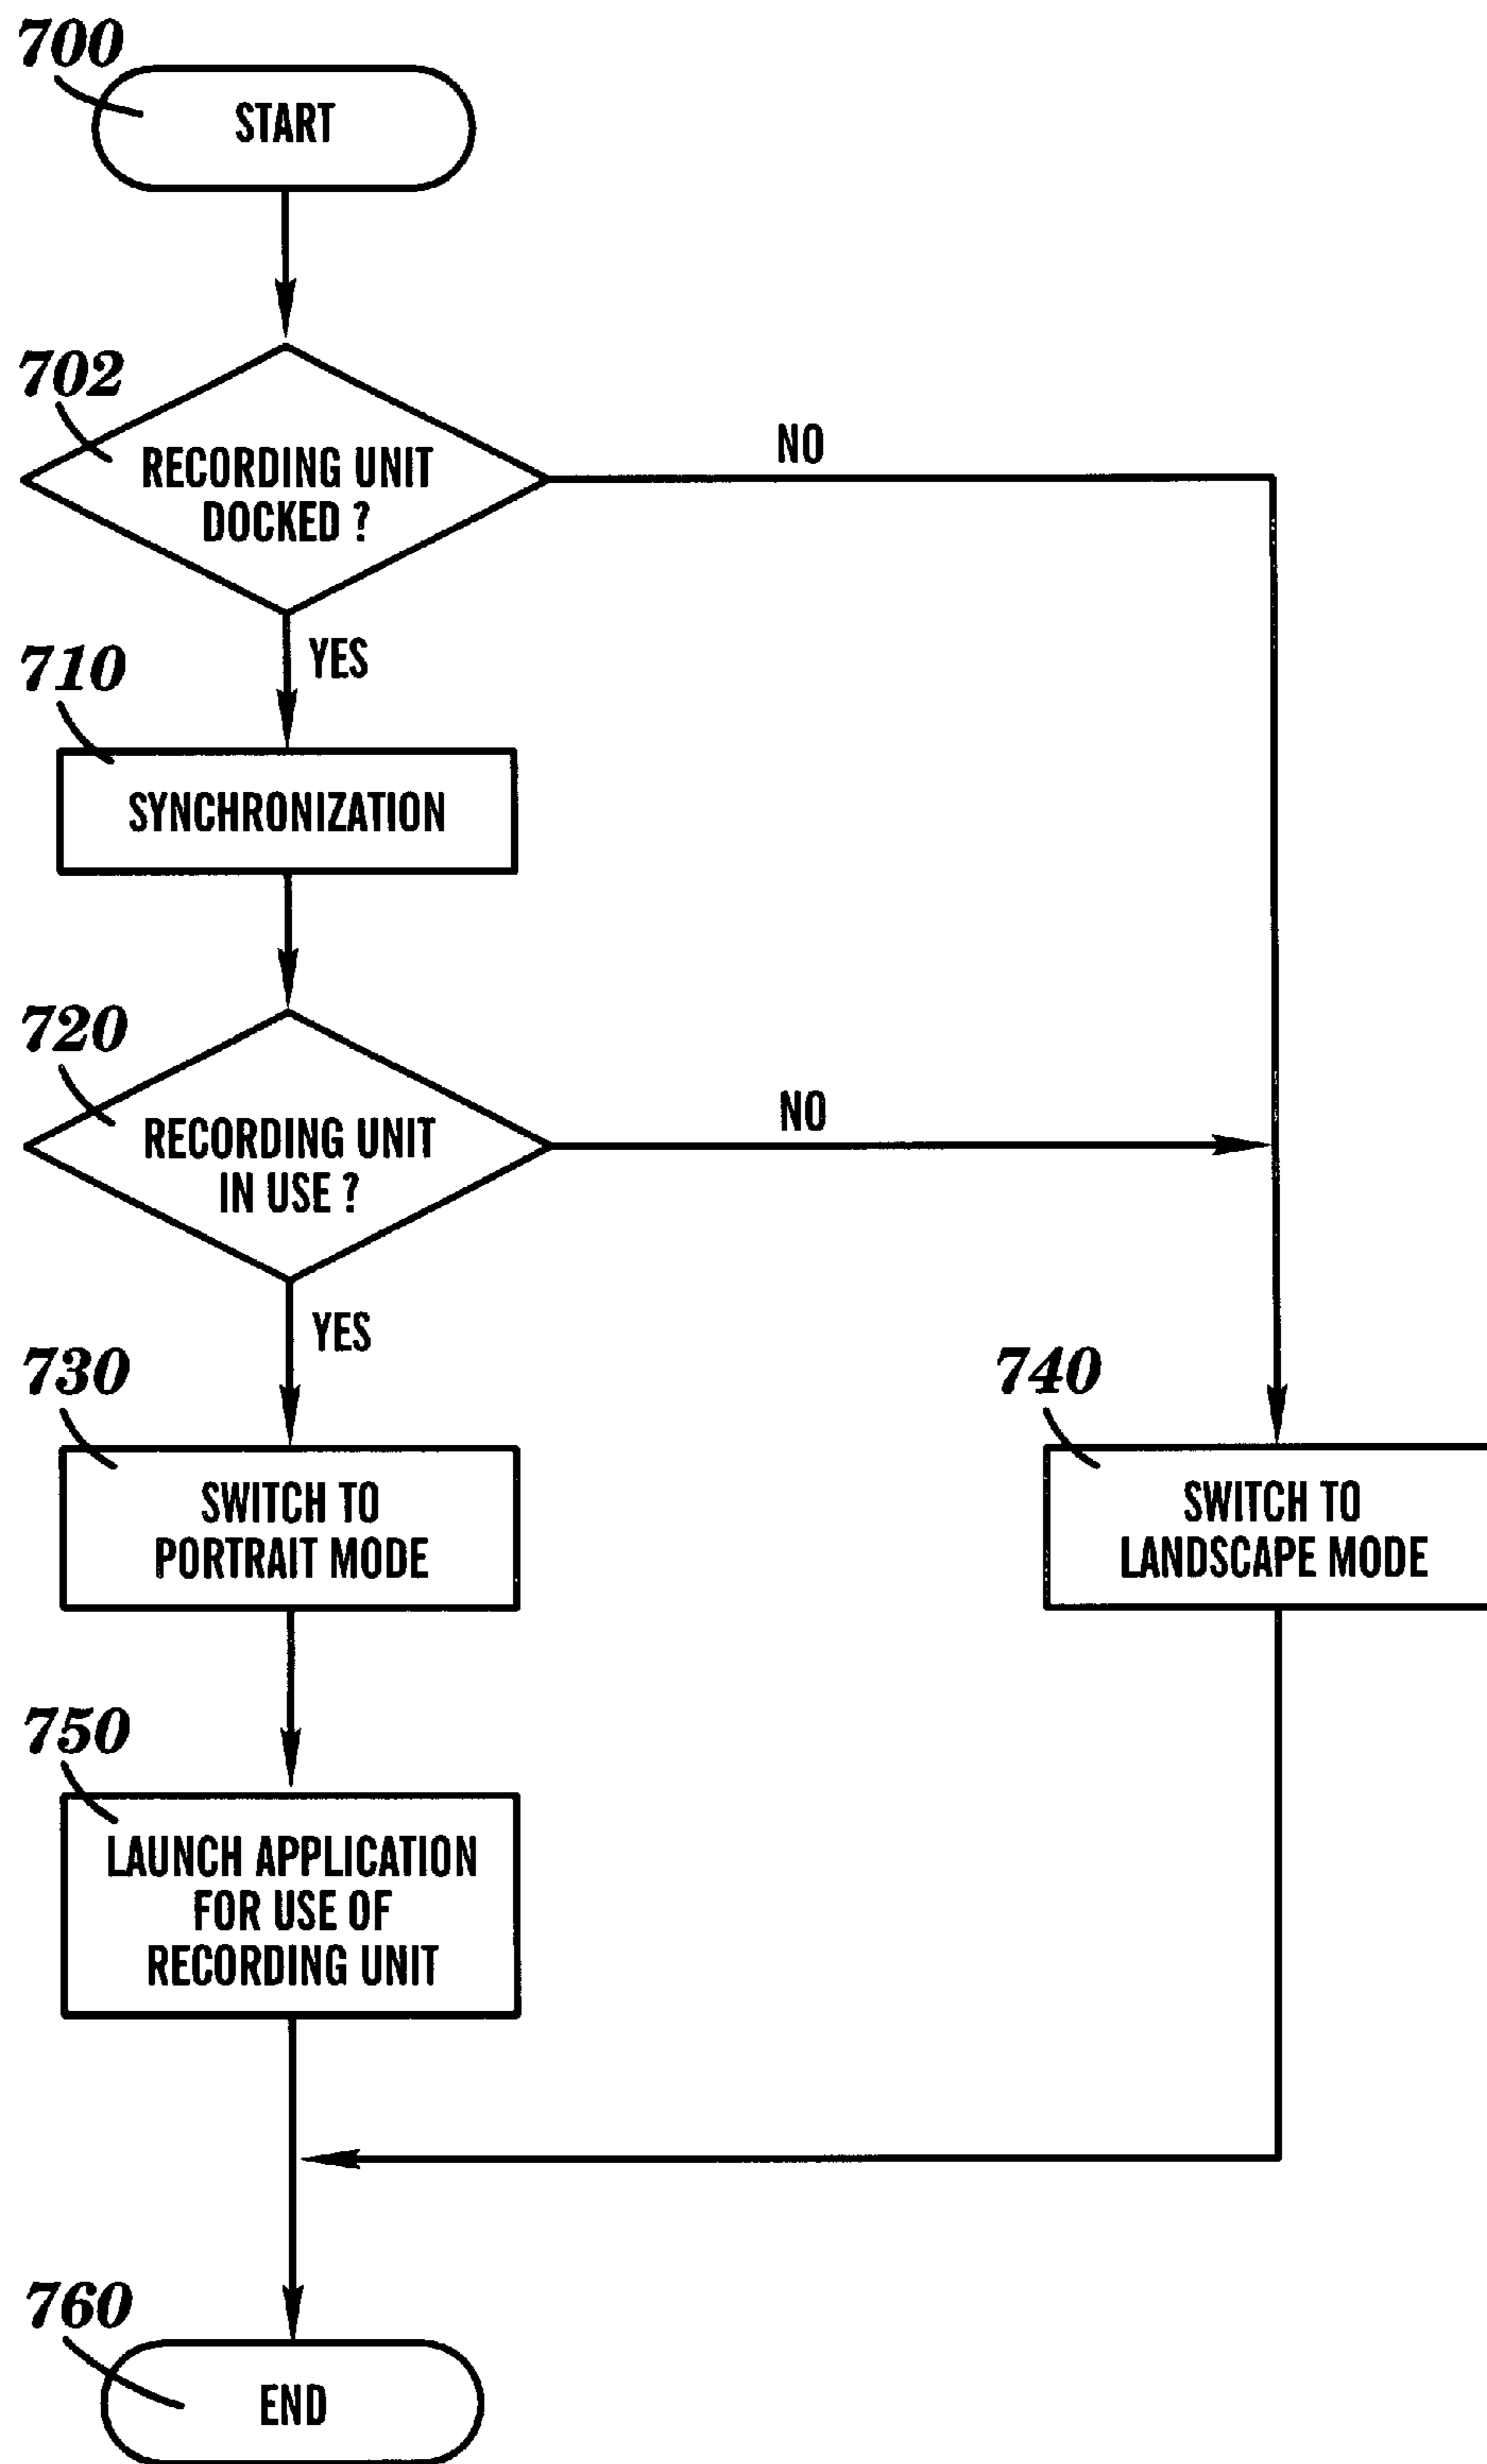 700
START
702
RECORDING UNIT
DOCKED ?
NO
YES
710
SYNCHRONIZATION
720
RECORDING UNIT
IN USE ?
NO
YES
730
SWITCH TO
PORTRAIT MODE
740
SWITCH TO
LANDSCAPE MODE
750
LAUNCH APPLICATION
FOR USE OF
RECORDING UNIT
760
END